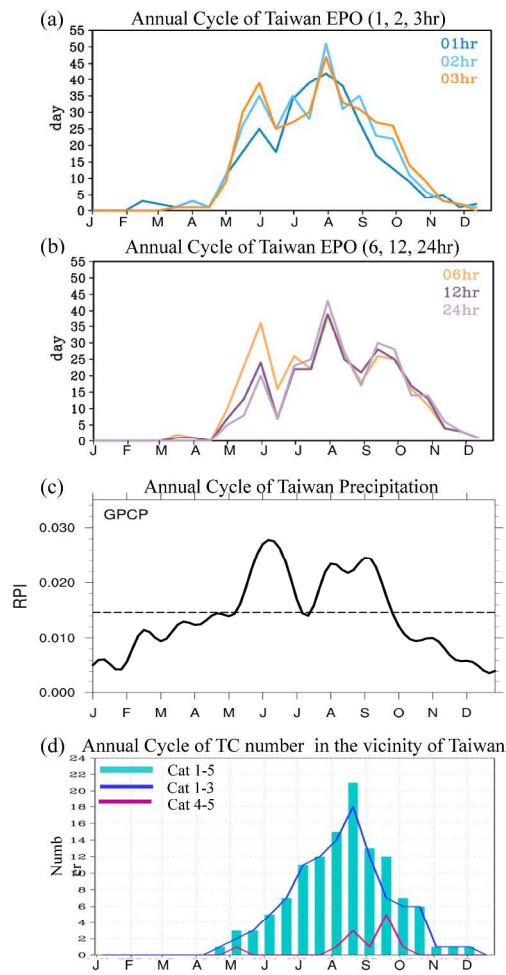 (a) Annual Cycle of Taiwan EPO (1, 2, 3hr)
55
50
45
40
35
30
25
20
15
10
5
0
day
01hr
02hr
03hr
J F M A M J J A S O N D
(b) Annual Cycle of Taiwan EPO (6, 12, 24hr)
55
50
45
40
35
30
25
20
15
10
5
0
day
06hr
12hr
24hr
J F M A M J J A S O N D
(c) Annual Cycle of Taiwan Precipitation
GPCP
0.030
0.020
0.010
0.000
RPI
J F M A M J J A S O N D
(d) Annual Cycle of TC number in the vicinity of Taiwan
24
22
20
18
16
14
12
10
8
6
4
2
0
Numb
er
Cat 1-5
Cat 1-3
Cat 4-5
J F M A M J J A S O N D